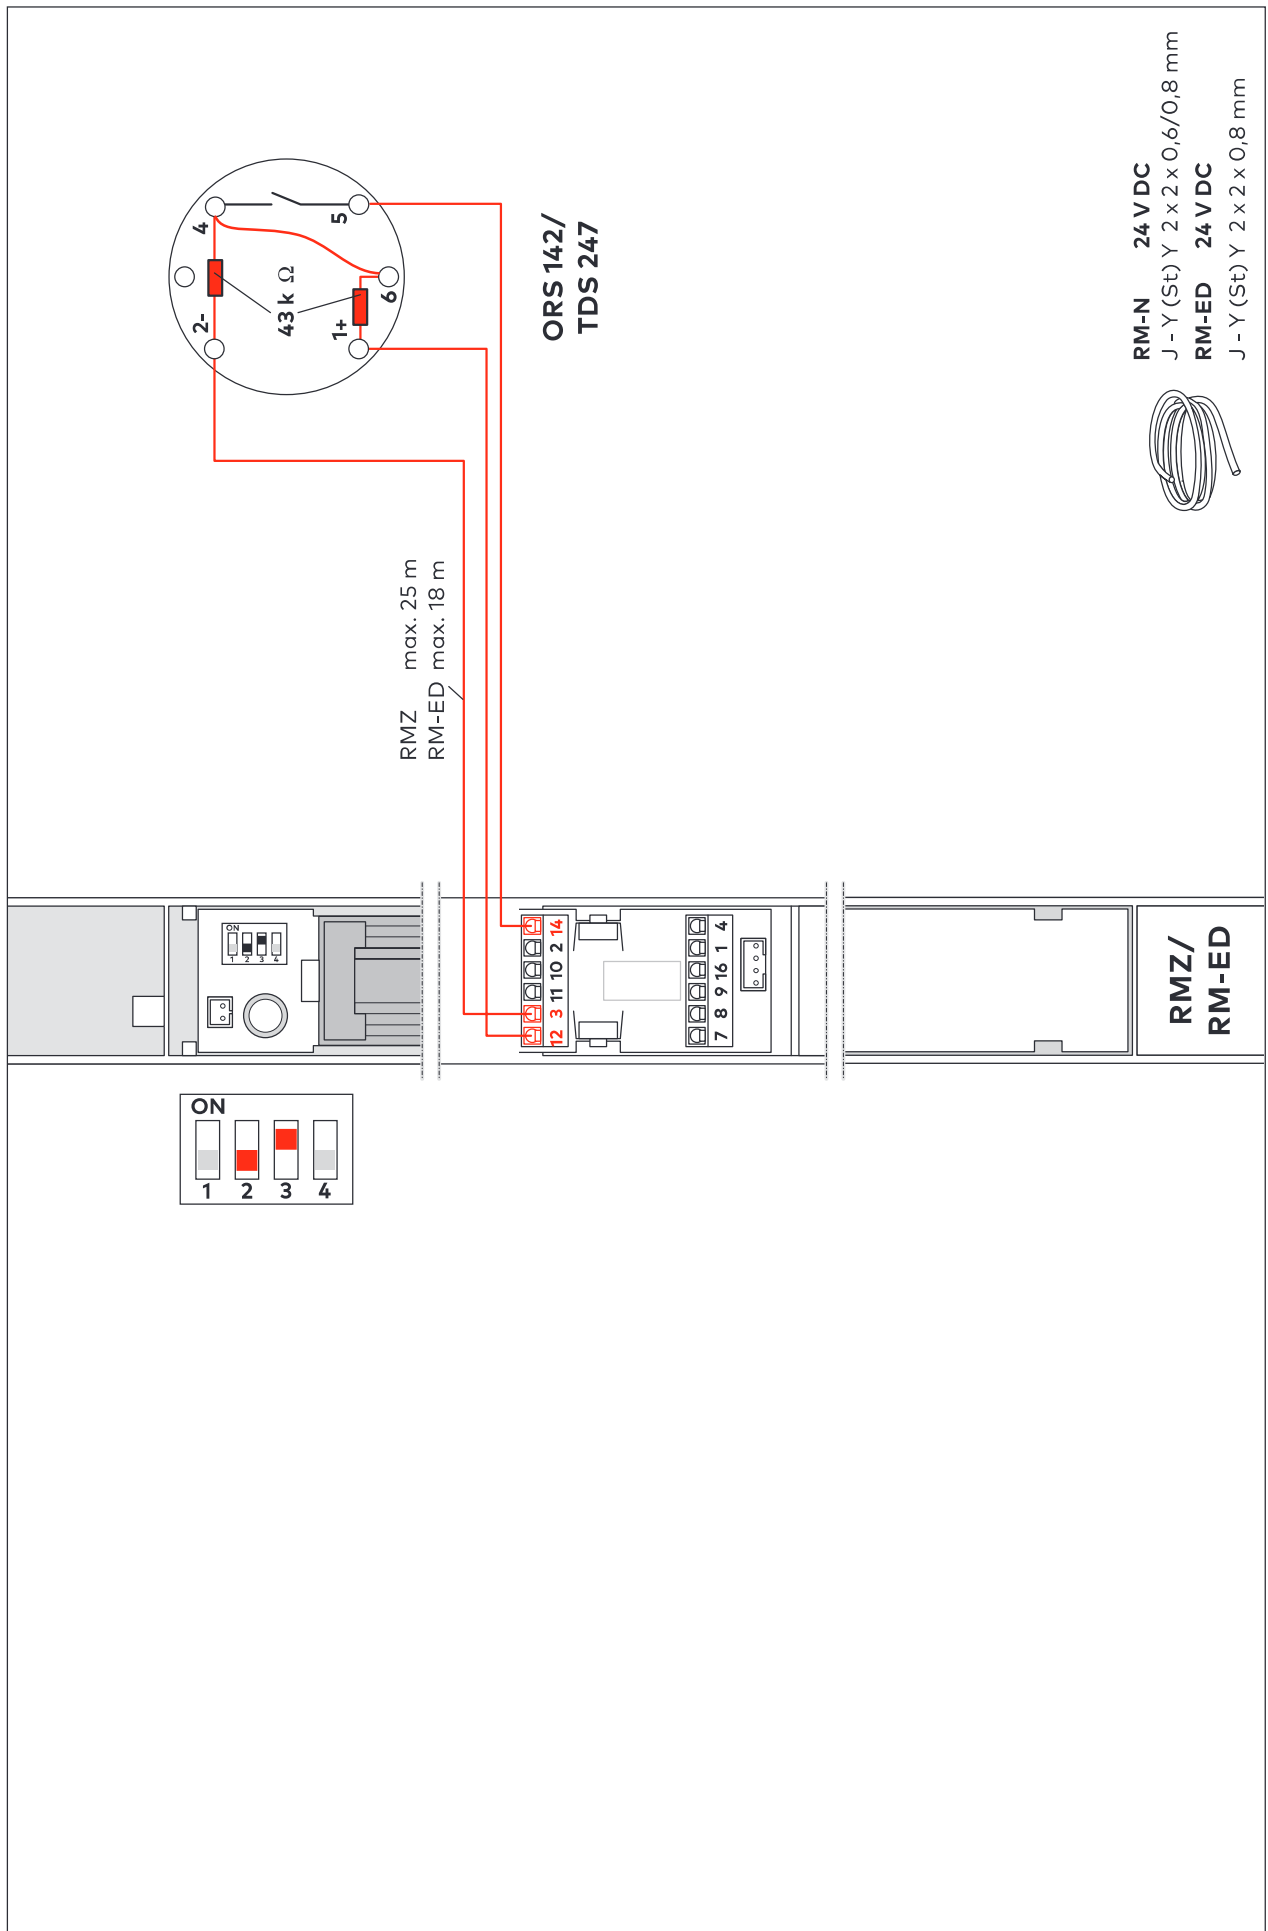 4
5
6
1+
2-
43 k Ω
ORS 142/
TDS 247
RM-N 24 V DC
J - Y (St) Y 2 x 2 x 0,6/0,8 mm
RM-ED 24 V DC
J - Y (St) Y 2 x 2 x 0,8 mm
RMZ max. 25 m
RM-ED max. 18 m
ON
1 2 3 4
12 3 11 10 2 14
7 8 9 16 1 4
RMZ/
RM-ED
ON
1 2 3 4